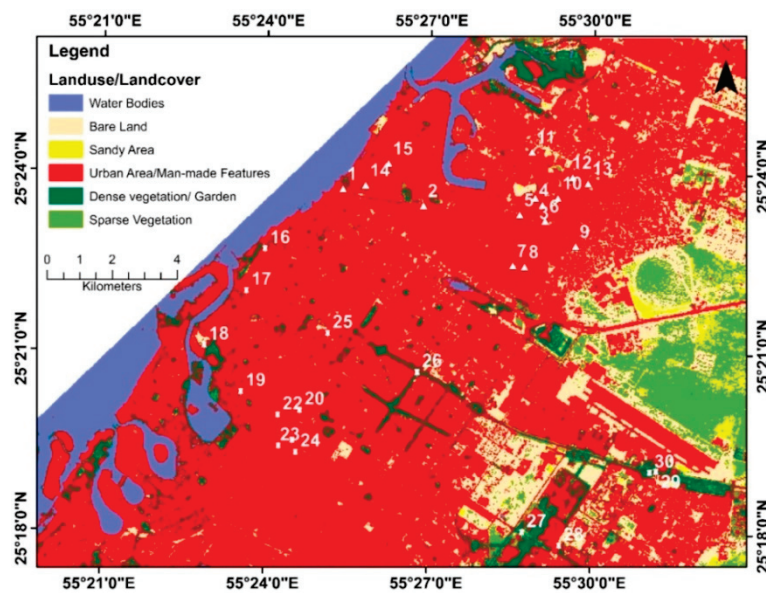 55°21'0"E 55°24'0"E 55°27'0"E 55°30'0"E
Legend
Landuse/Landcover
Water Bodies
Bare Land
Sandy Area
Urban Area/Man-made Features
Dense vegetation/ Garden
Sparse Vegetation
0 1 2 4
Kilometers
25°24'0"N
25°21'0"N
25°18'0"N
25°24'0"N
25°21'0"N
25°18'0"N
11
15
12
13
1
14
10
4
2
5
6
3
9
16
7
8
17
25
18
26
19
22
20
23
24
30
29
27
28
55°21'0"E 55°24'0"E 55°27'0"E 55°30'0"E